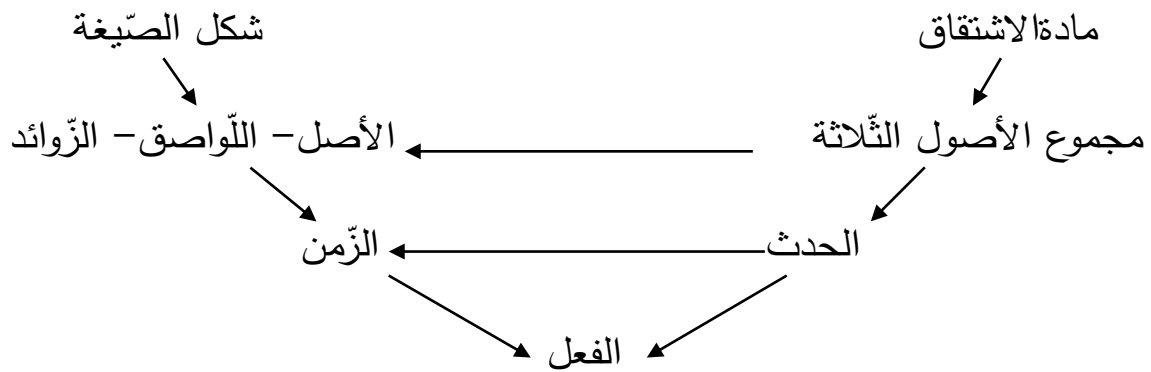 مادةالاشتقاق شكل الصّيغة
مجموع الأصول الثّلاثة الأصل– اللّواصق– الزّوائد
الحدث الزّمن
الفعل